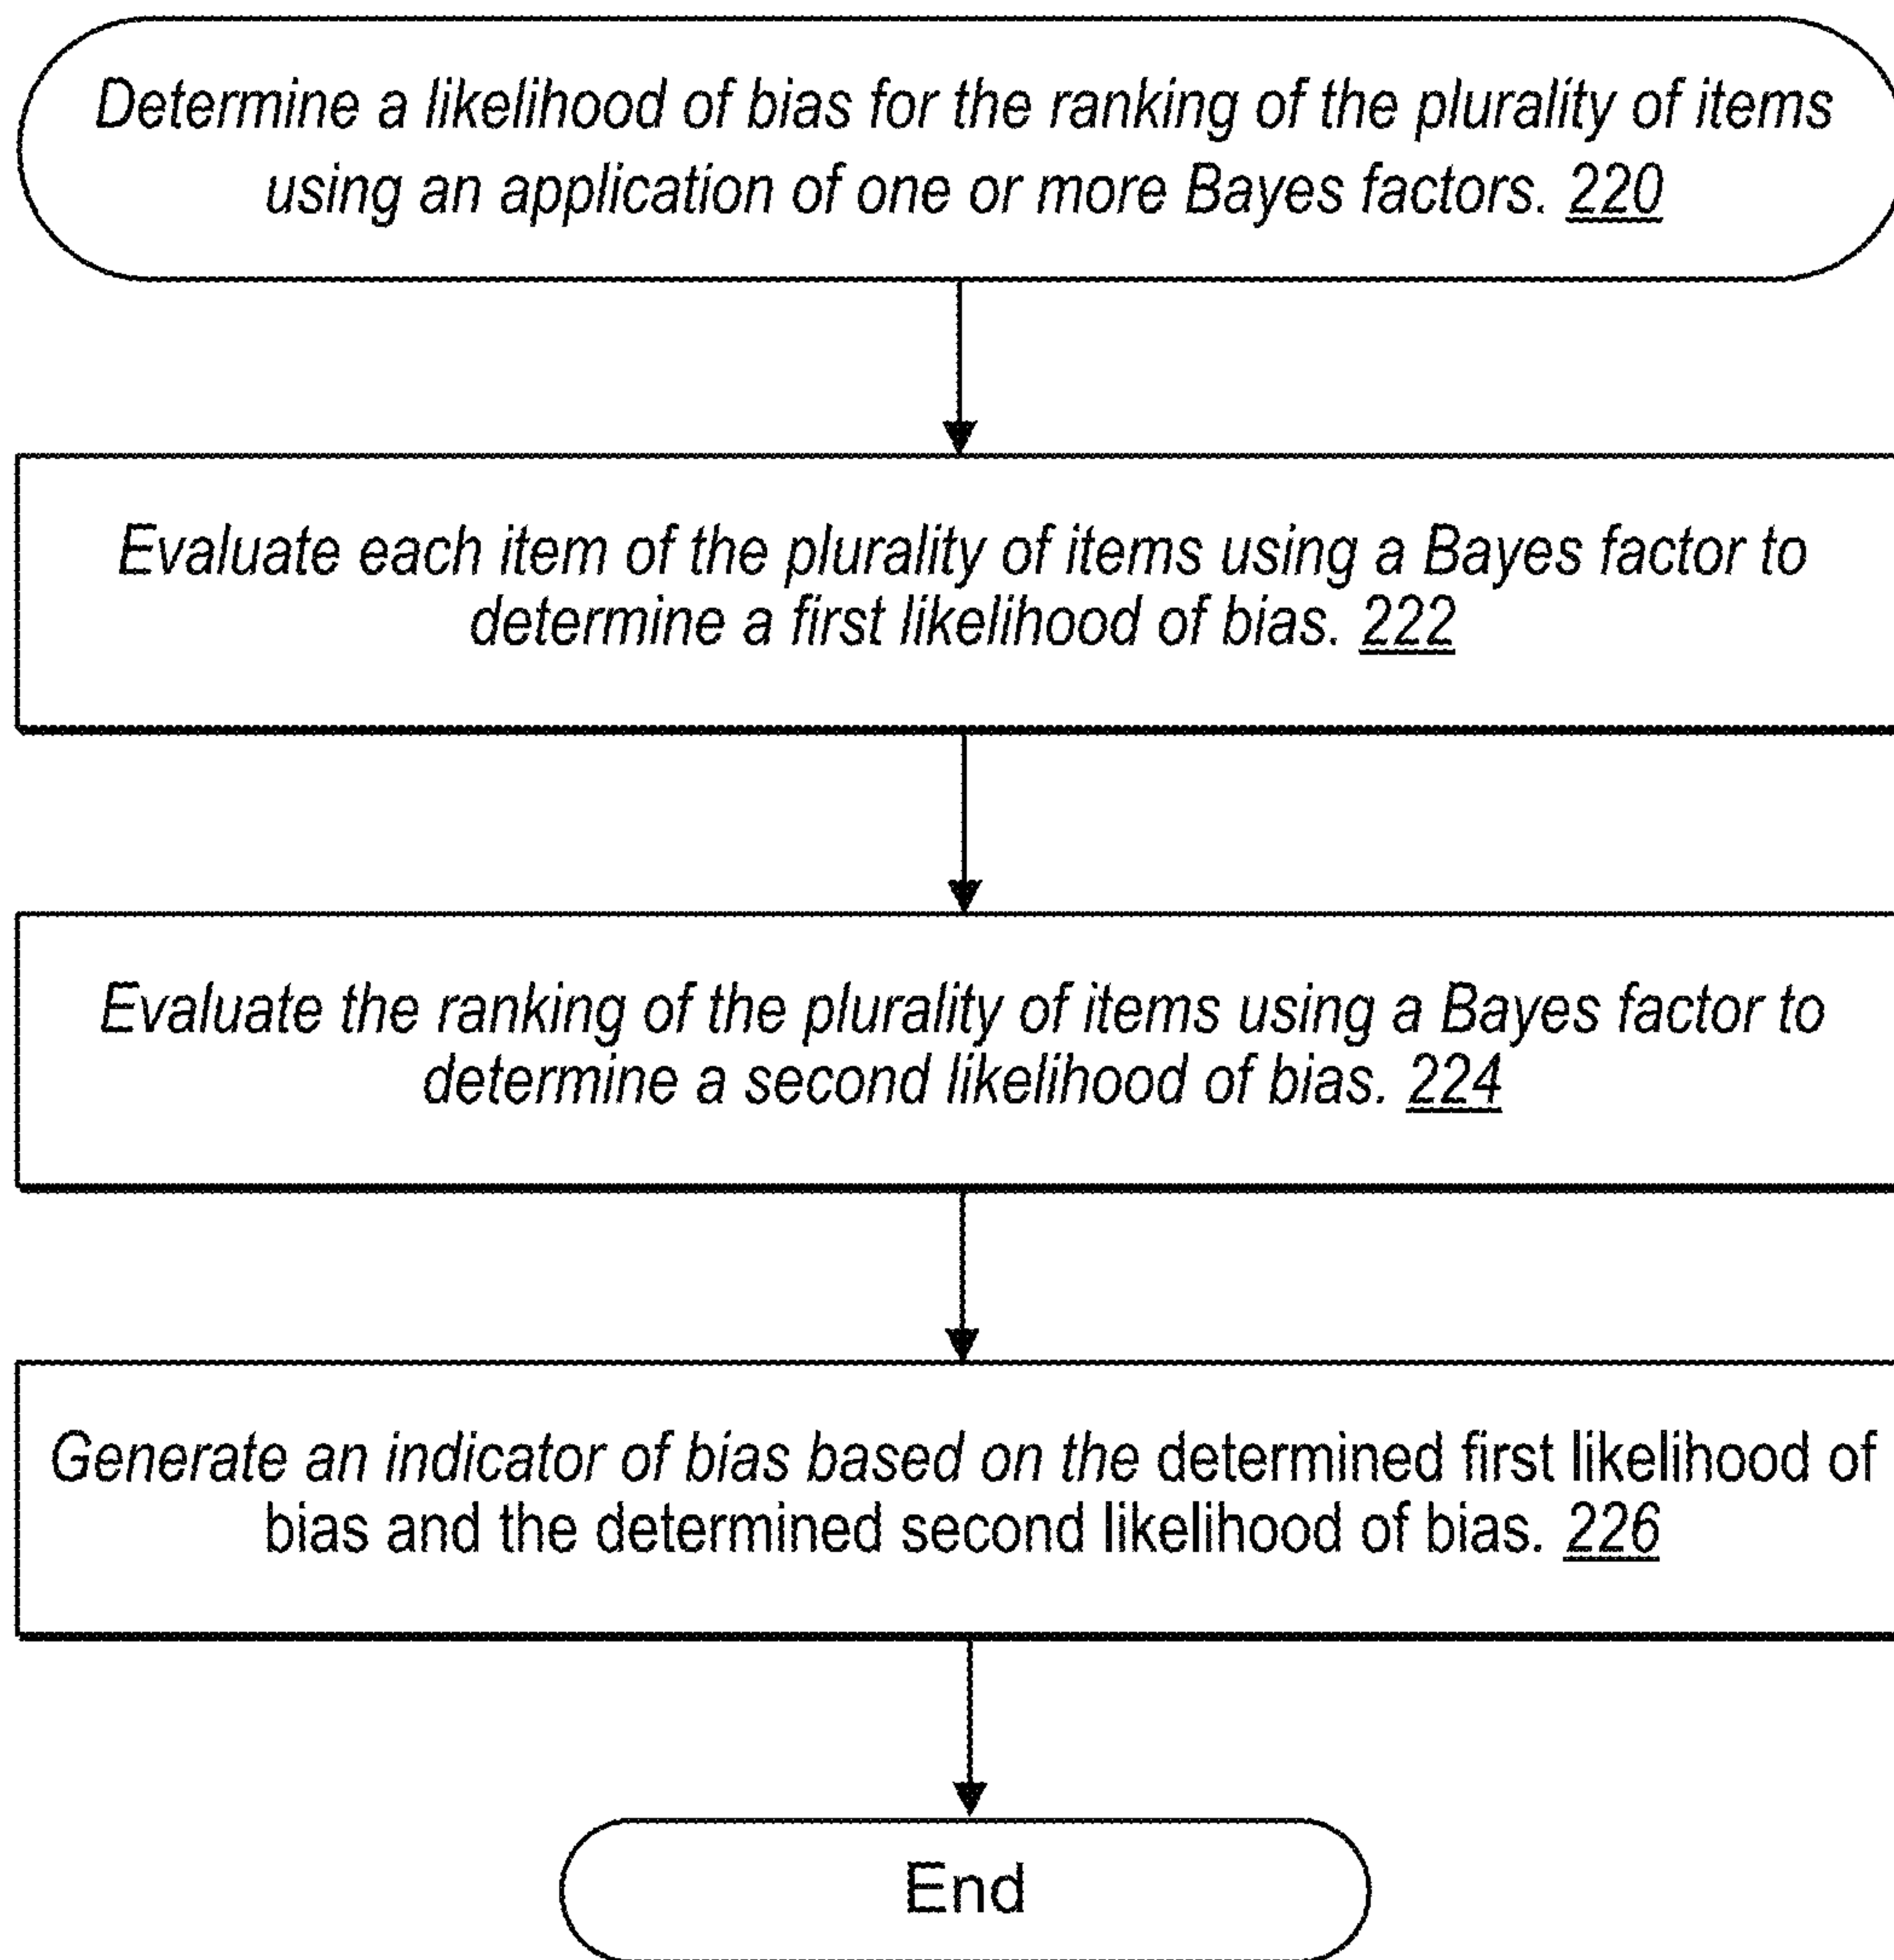 Determine a likelihood of bias for the ranking of the plurality of items
using an application of one or more Bayes factors. 220
Evaluate each item of the plurality of items using a Bayes factor to
determine a first likelihood of bias. 222
Evaluate the ranking of the plurality of items using a Bayes factor to
determine a second likelihood of bias. 224
Generate an indicator of bias based on the determined first likelihood of
bias and the determined second likelihood of bias. 226
End